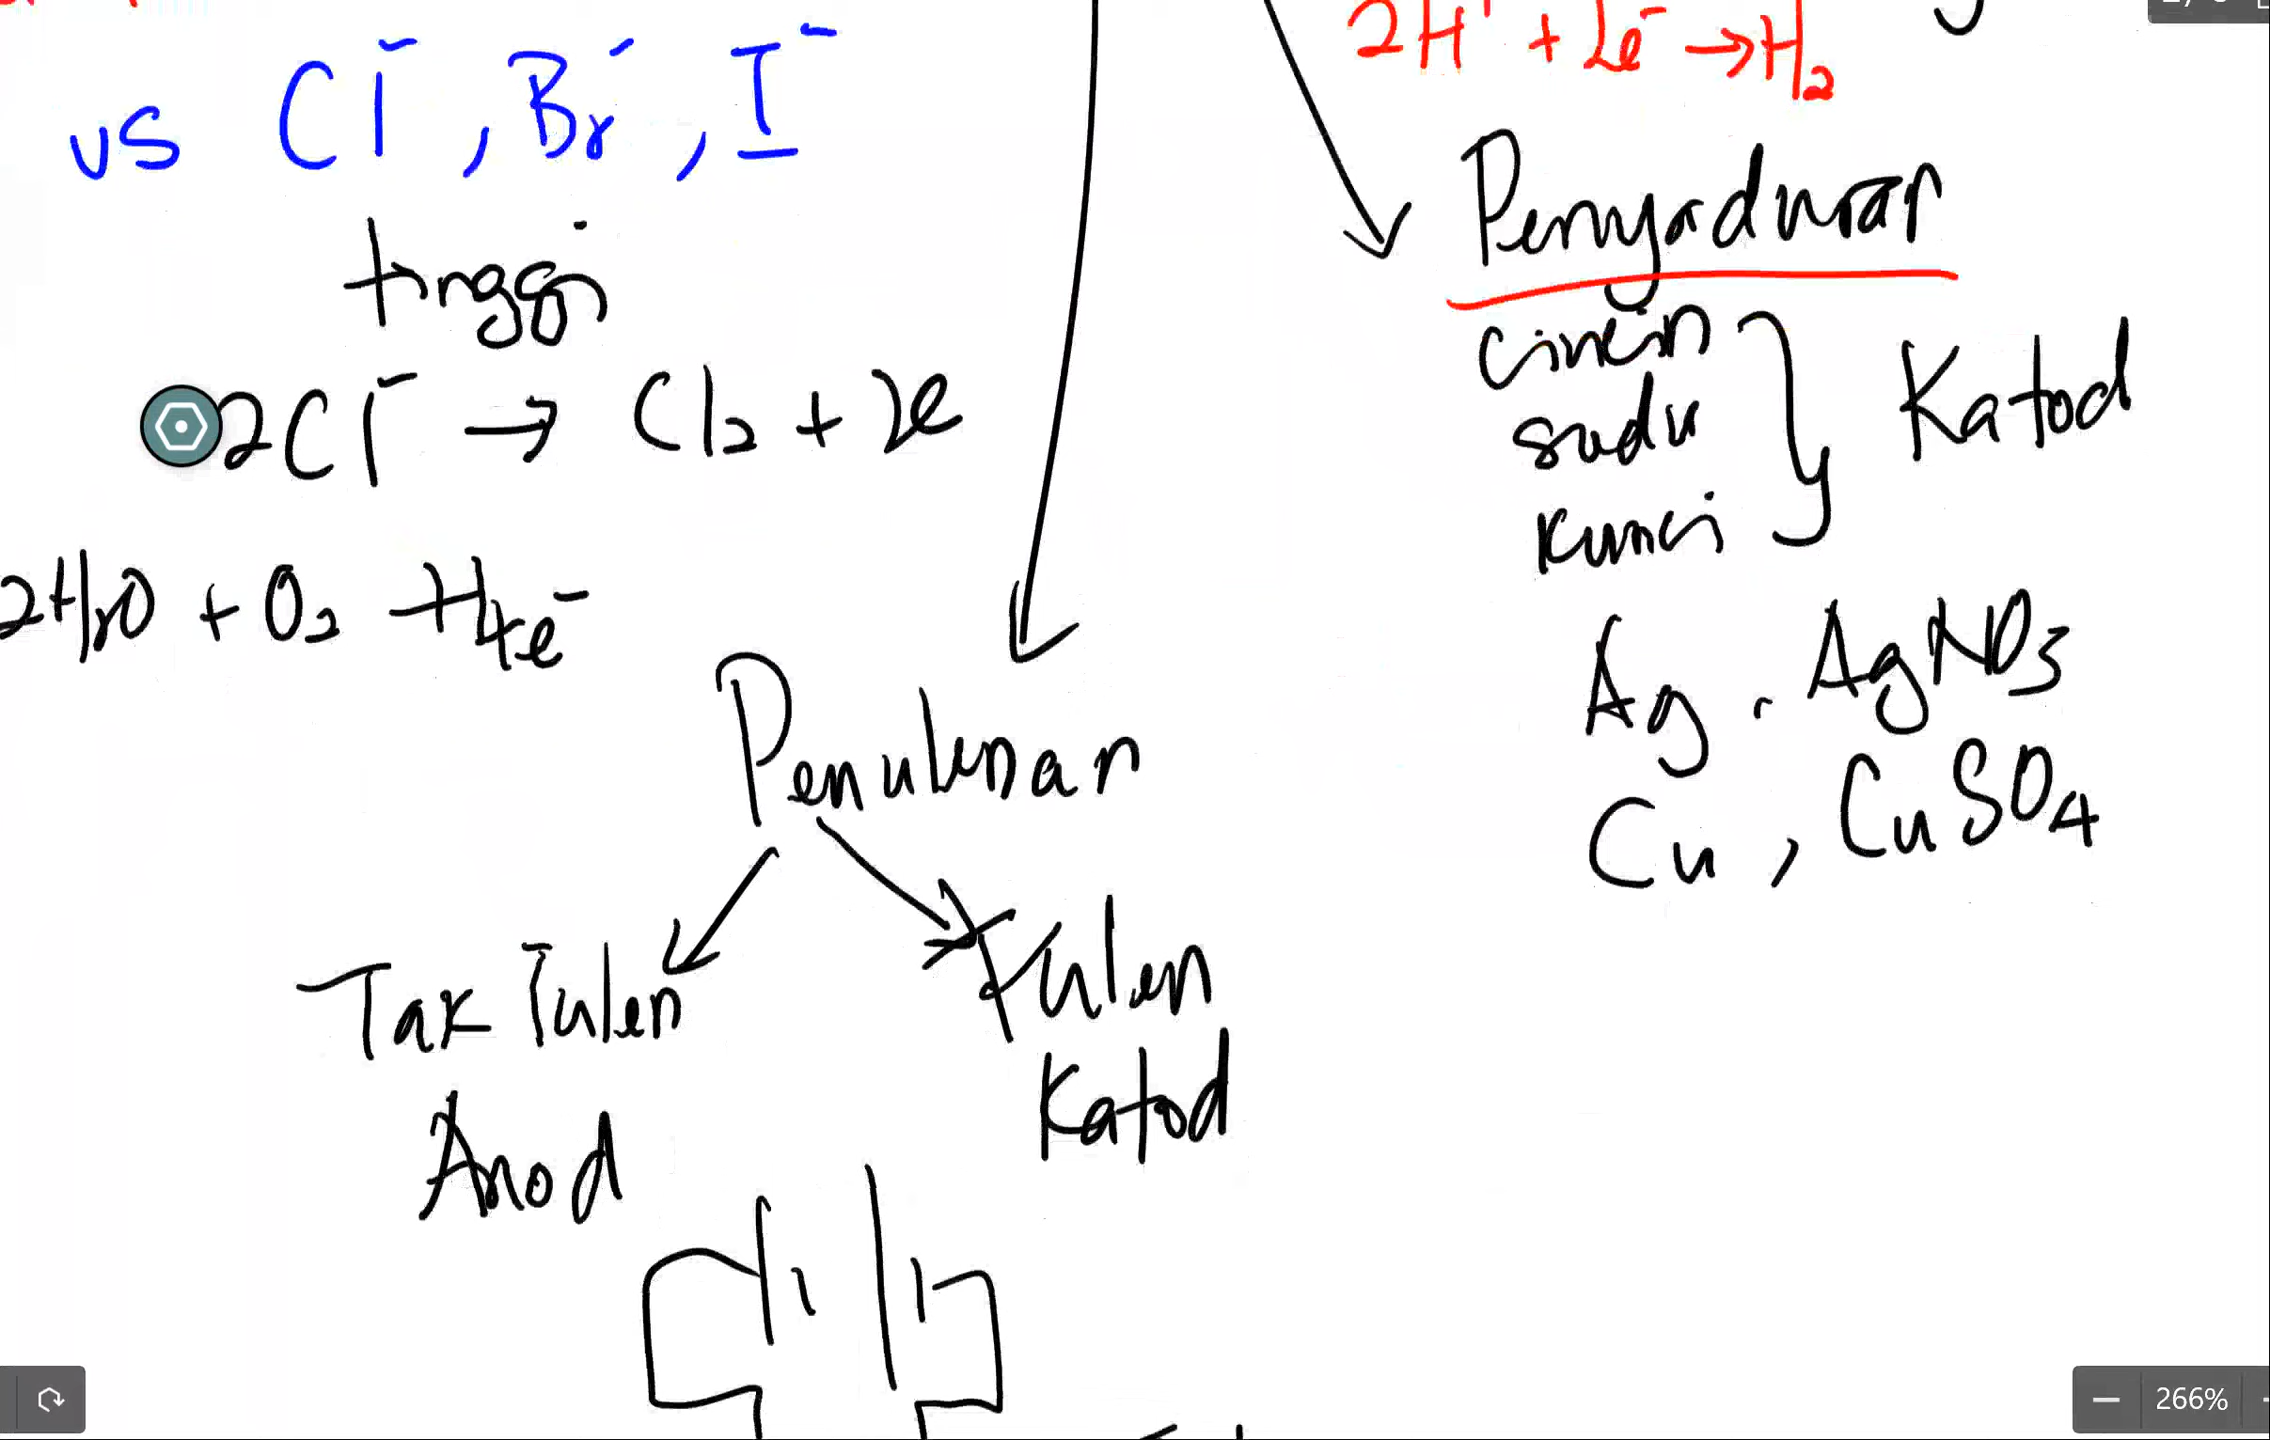 2H⁺ + 2e⁻ → H₂
vs Cl⁻, Br⁻, I⁻
tinggi
2Cl⁻ → Cl₂ + 2e
2H₂O + O₂ + 4e⁻
Penyaduran
cincin
sudu
kunci
Katod
Ag, AgNO₃
Cu, CuSO₄
Penulenan
Tak Tulen
Anod
Tulen
Katod
266%